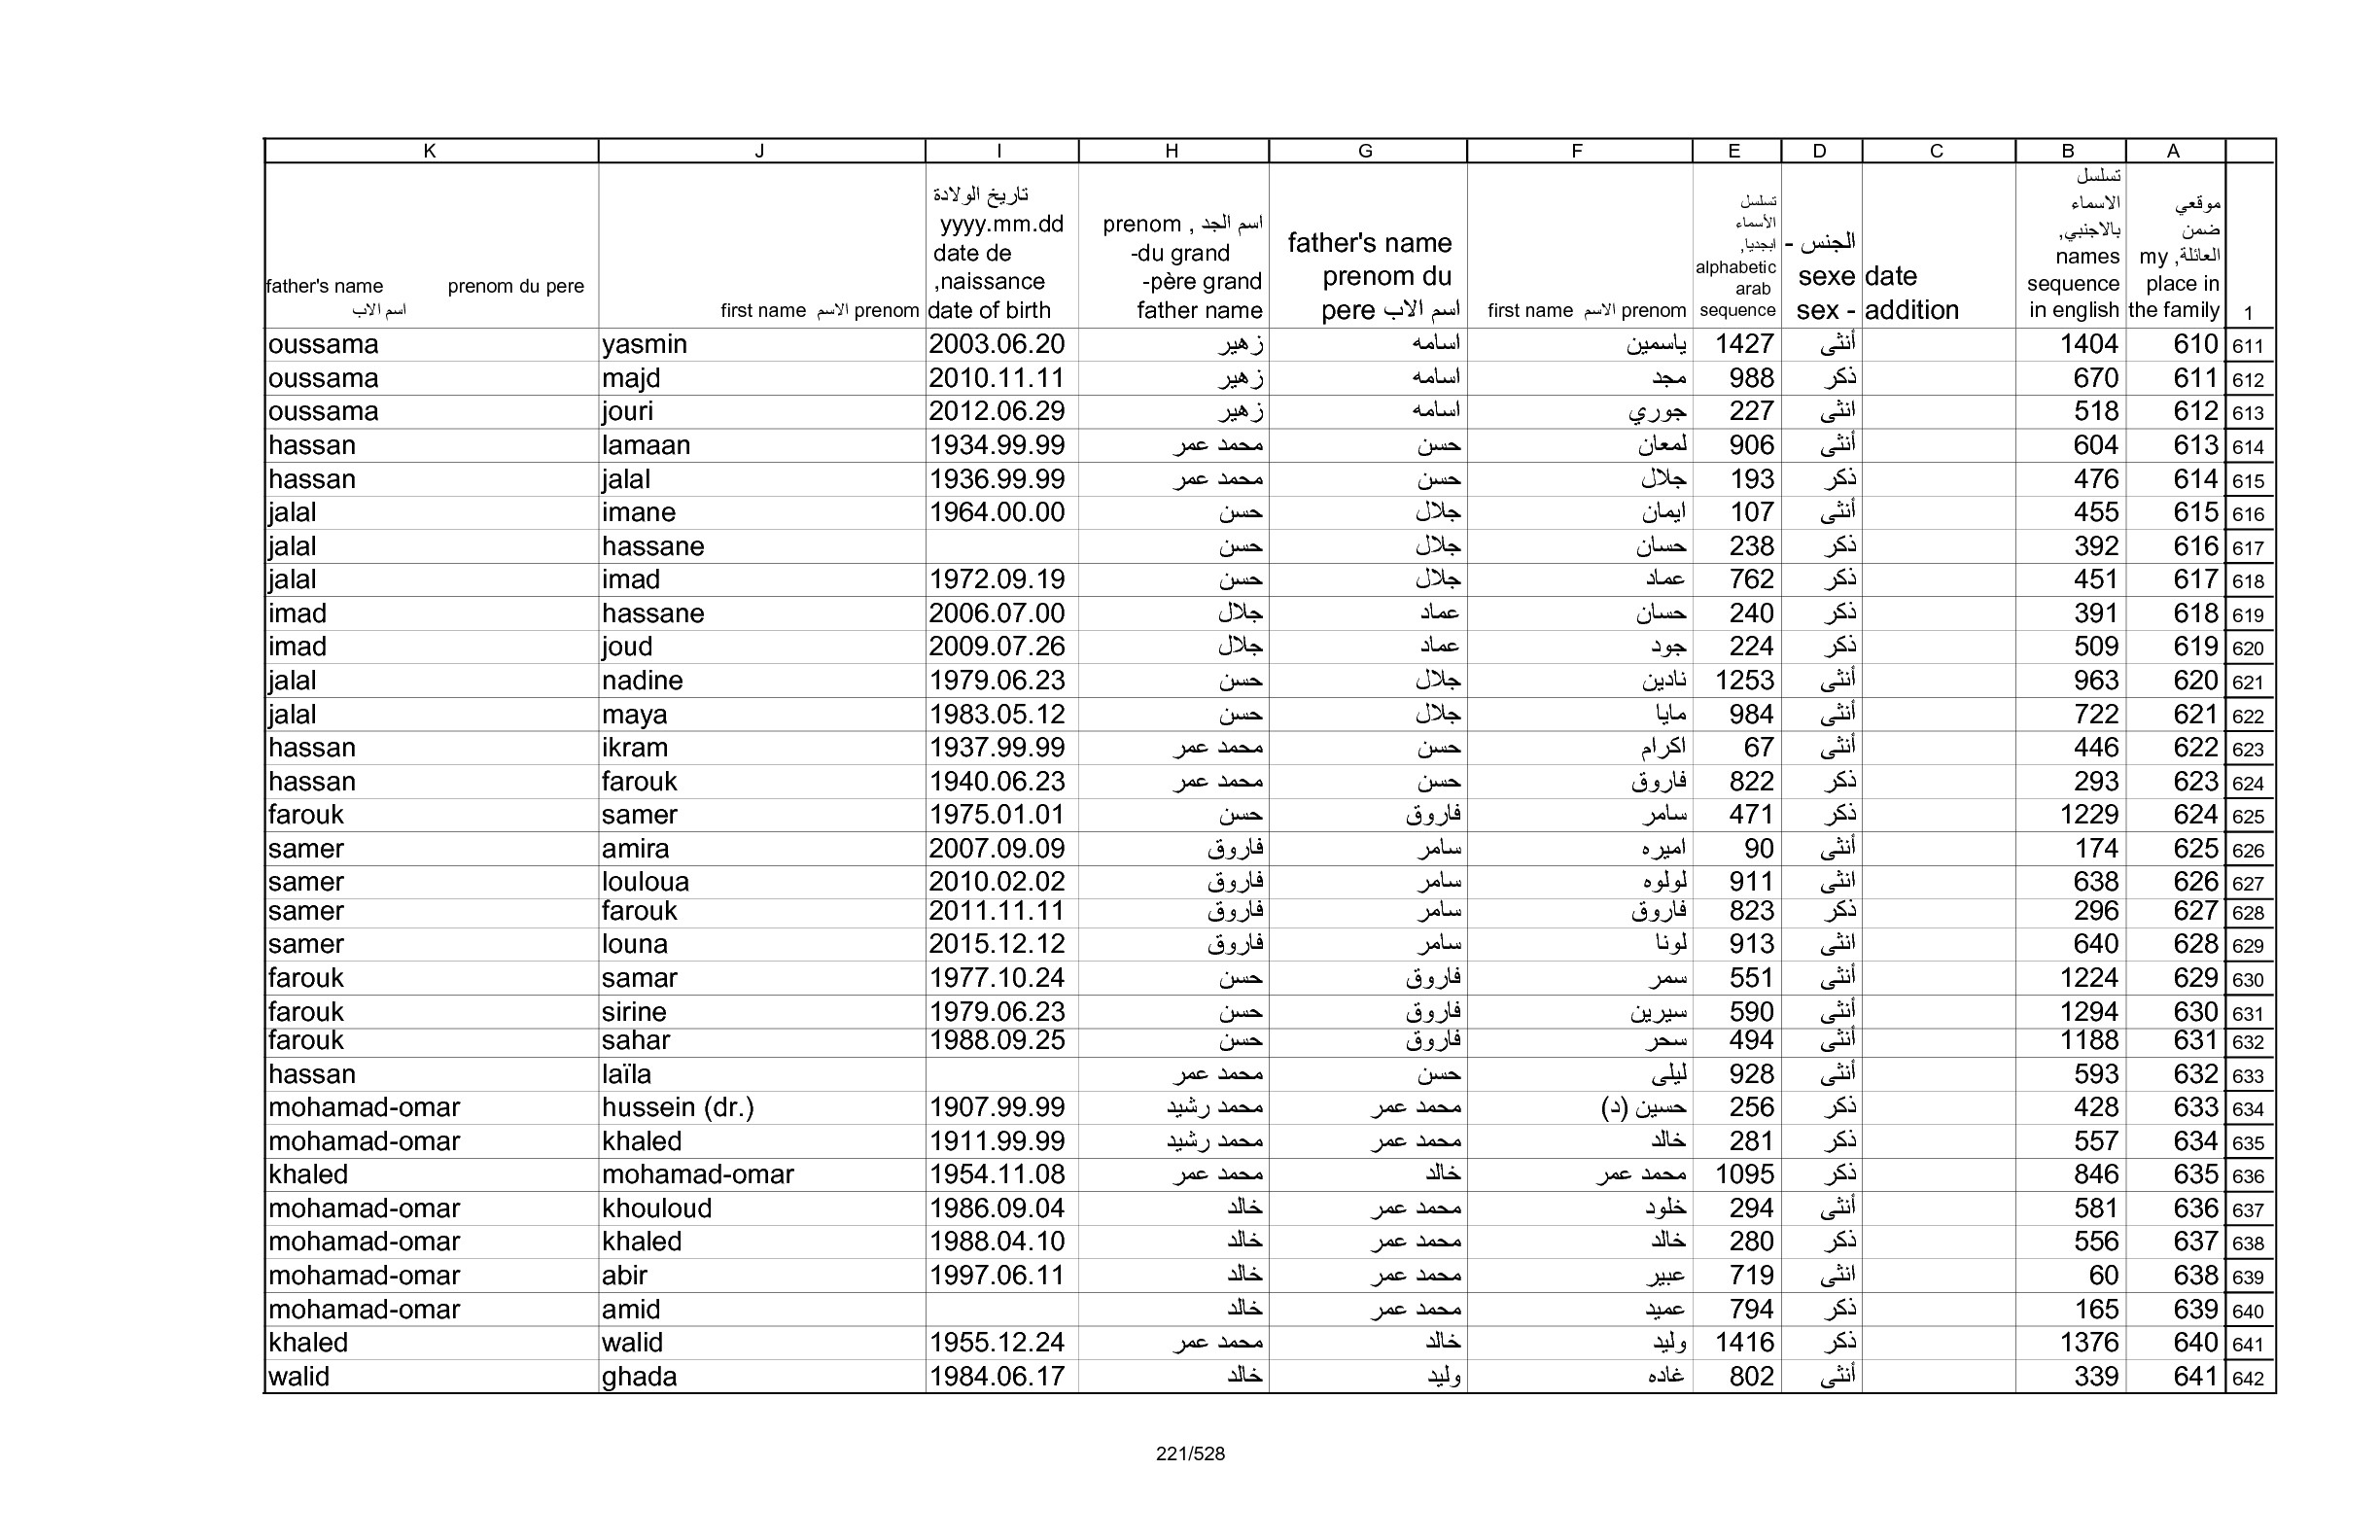 K J I H G F E D C B A
father's name prenom du pere اسم الاب
first name الاسم prenom
تاريخ الولادة yyyy.mm.dd date de naissance, date of birth
اسم الجد , prenom du grand- père grand- father name
father's name prenom du pere اسم الاب
first name الاسم prenom
تسلسل الأسماء ابجديا, alphabetic arab sequence
الجنس - sexe sex -
date addition
تسلسل الاسماء بالاجنبي, names sequence in english
موقعي ضمن العائلة, my place in the family
1
oussama yasmin 2003.06.20 زهير اسامه ياسمين 1427 أنثى 1404 610 611
oussama majd 2010.11.11 زهير اسامه مجد 988 ذكر 670 611 612
oussama jouri 2012.06.29 زهير اسامه جوري 227 انثى 518 612 613
hassan lamaan 1934.99.99 محمد عمر حسن لمعان 906 أنثى 604 613 614
hassan jalal 1936.99.99 محمد عمر حسن جلال 193 ذكر 476 614 615
jalal imane 1964.00.00 حسن جلال ايمان 107 أنثى 455 615 616
jalal hassane حسن جلال حسان 238 ذكر 392 616 617
jalal imad 1972.09.19 حسن جلال عماد 762 ذكر 451 617 618
imad hassane 2006.07.00 جلال عماد حسان 240 ذكر 391 618 619
imad joud 2009.07.26 جلال عماد جود 224 ذكر 509 619 620
jalal nadine 1979.06.23 حسن جلال نادين 1253 أنثى 963 620 621
jalal maya 1983.05.12 حسن جلال مايا 984 أنثى 722 621 622
hassan ikram 1937.99.99 محمد عمر حسن اكرام 67 أنثى 446 622 623
hassan farouk 1940.06.23 محمد عمر حسن فاروق 822 ذكر 293 623 624
farouk samer 1975.01.01 حسن فاروق سامر 471 ذكر 1229 624 625
samer amira 2007.09.09 فاروق سامر اميره 90 أنثى 174 625 626
samer louloua 2010.02.02 فاروق سامر لولوه 911 انثى 638 626 627
samer farouk 2011.11.11 فاروق سامر فاروق 823 ذكر 296 627 628
samer louna 2015.12.12 فاروق سامر لونا 913 انثى 640 628 629
farouk samar 1977.10.24 حسن فاروق سمر 551 أنثى 1224 629 630
farouk sirine 1979.06.23 حسن فاروق سيرين 590 أنثى 1294 630 631
farouk sahar 1988.09.25 حسن فاروق سحر 494 أنثى 1188 631 632
hassan laïla محمد عمر حسن ليلى 928 أنثى 593 632 633
mohamad-omar hussein (dr.) 1907.99.99 محمد رشيد محمد عمر حسين (د) 256 ذكر 428 633 634
mohamad-omar khaled 1911.99.99 محمد رشيد محمد عمر خالد 281 ذكر 557 634 635
khaled mohamad-omar 1954.11.08 محمد عمر خالد محمد عمر 1095 ذكر 846 635 636
mohamad-omar khouloud 1986.09.04 خالد محمد عمر خلود 294 أنثى 581 636 637
mohamad-omar khaled 1988.04.10 خالد محمد عمر خالد 280 ذكر 556 637 638
mohamad-omar abir 1997.06.11 خالد محمد عمر عبير 719 انثى 60 638 639
mohamad-omar amid خالد محمد عمر عميد 794 ذكر 165 639 640
khaled walid 1955.12.24 محمد عمر خالد وليد 1416 ذكر 1376 640 641
walid ghada 1984.06.17 خالد وليد غاده 802 أنثى 339 641 642
221/528